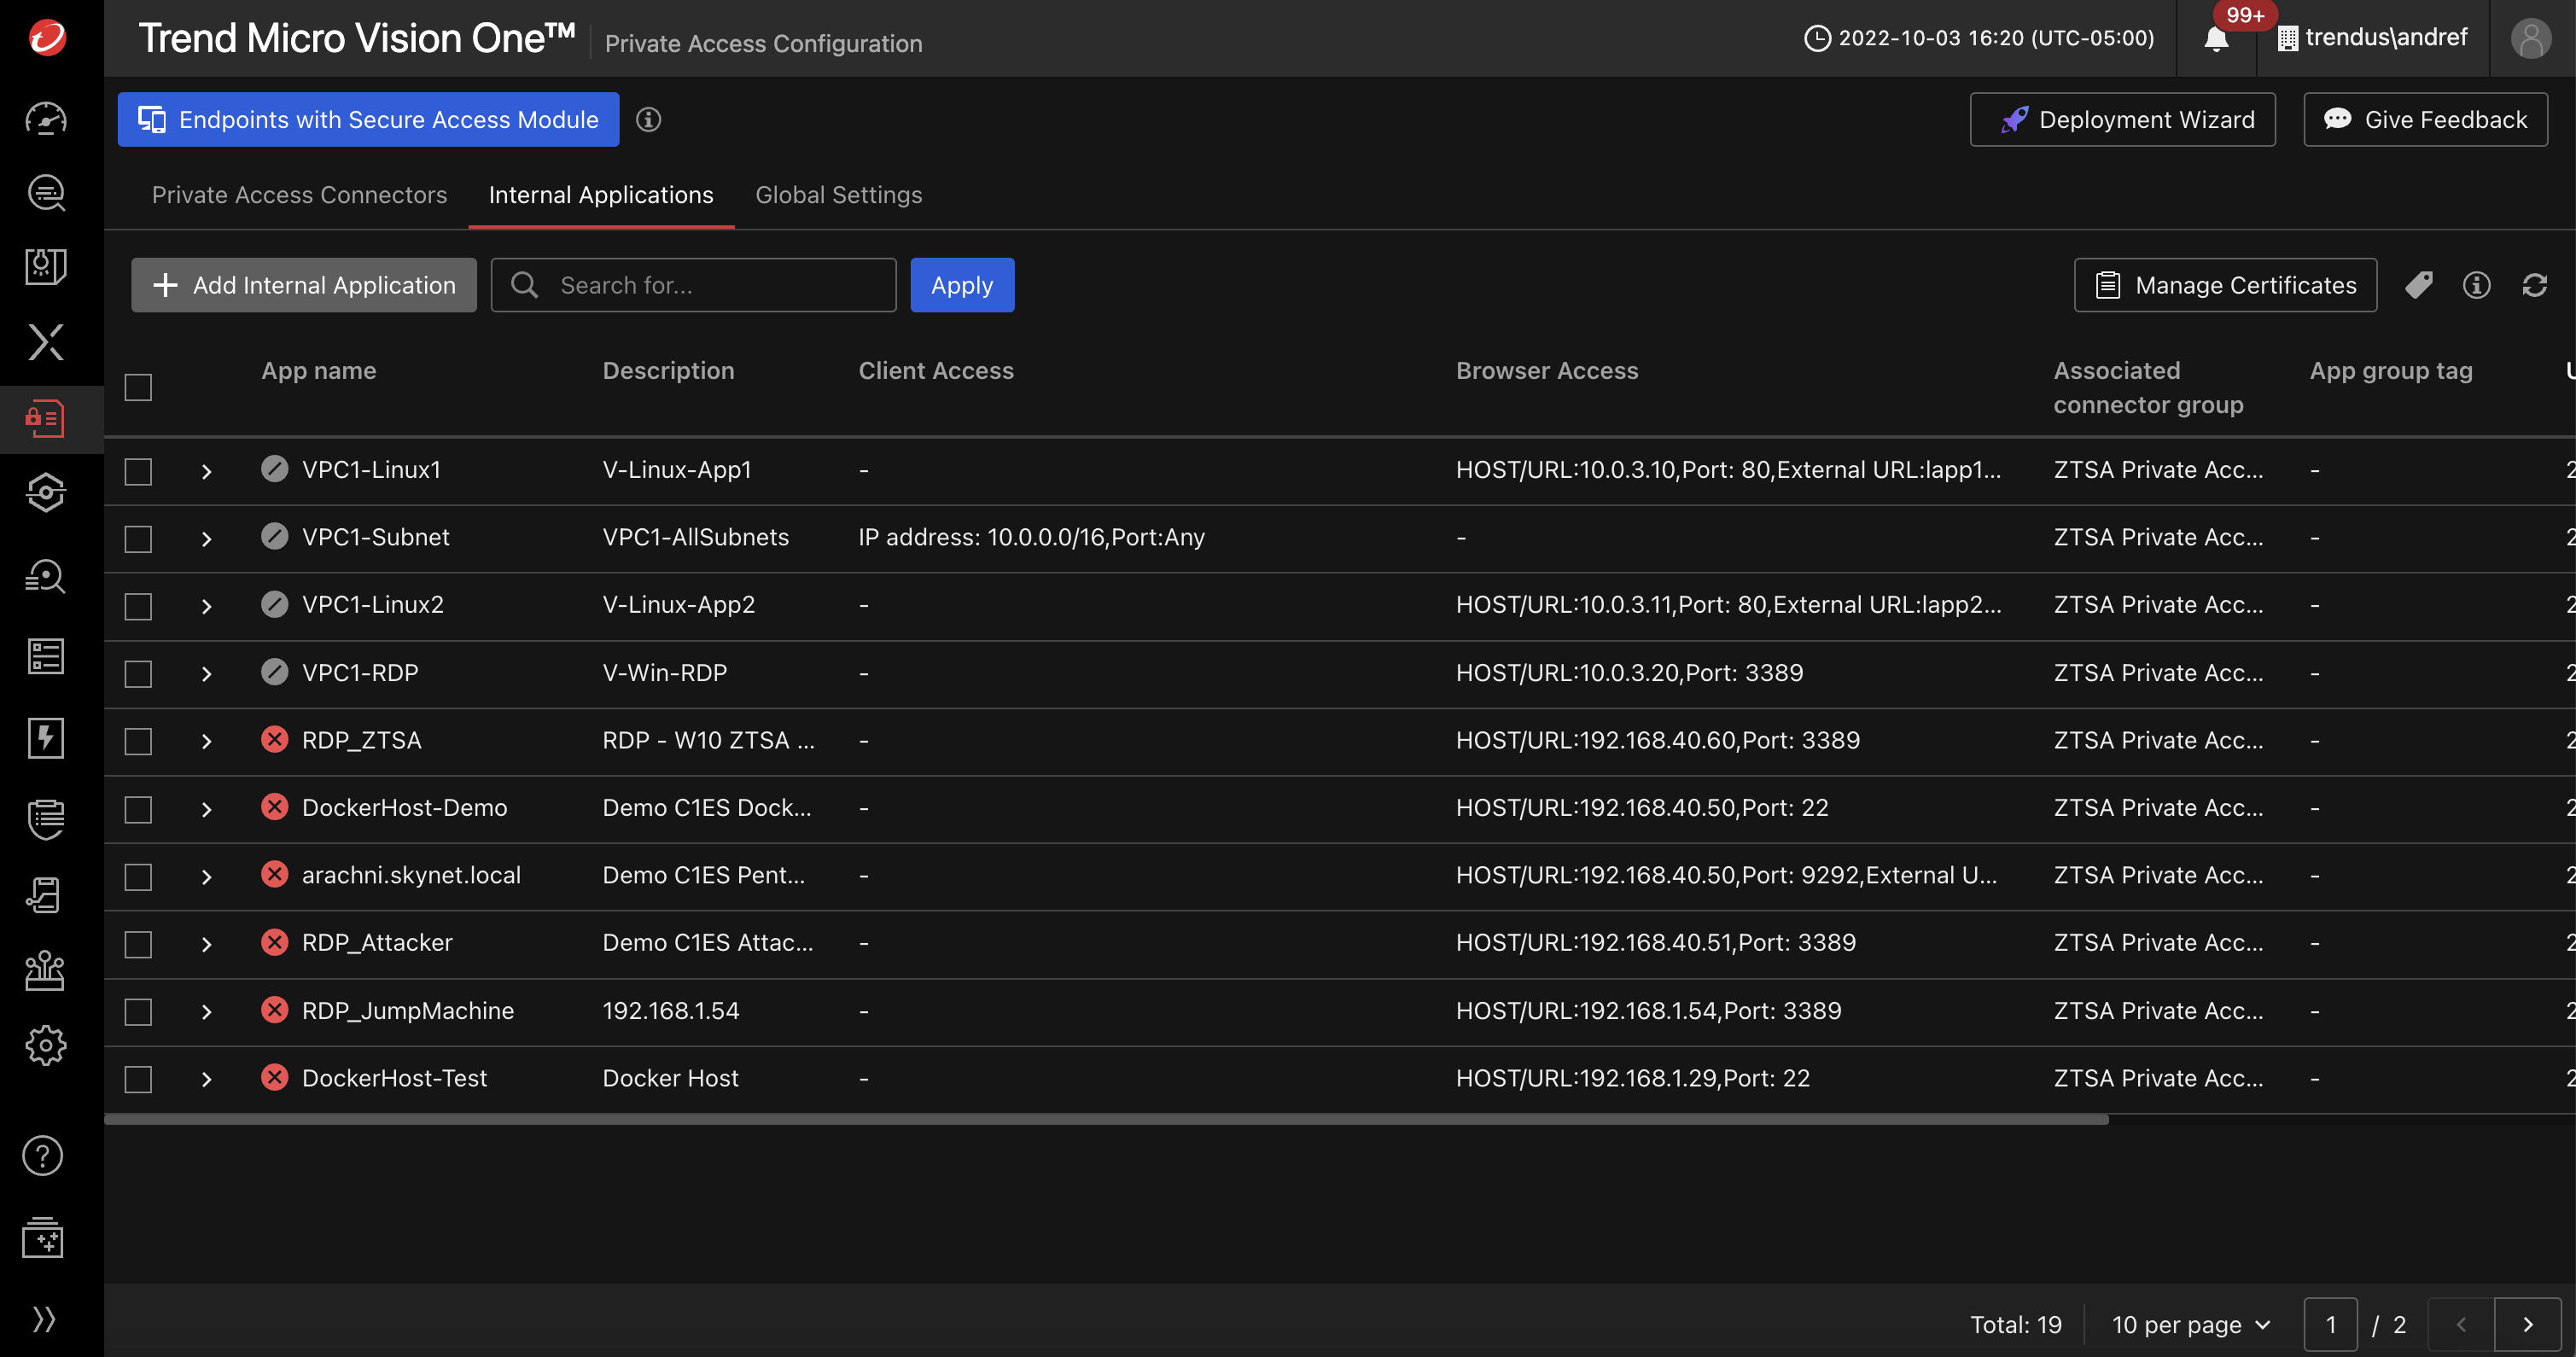 Trend Micro Vision One™ Private Access Configuration 2022-10-03 16:20 (UTC-05:00) 99+ trendus\andref
Endpoints with Secure Access Module Deployment Wizard Give Feedback
Private Access Connectors Internal Applications Global Settings
Add Internal Application Search for... Apply Manage Certificates
App name Description Client Access Browser Access Associated connector group App group tag
VPC1-Linux1 V-Linux-App1 - HOST/URL:10.0.3.10,Port: 80,External URL:lapp1... ZTSA Private Acc... - 2
VPC1-Subnet VPC1-AllSubnets IP address: 10.0.0.0/16,Port:Any - ZTSA Private Acc... - 2
VPC1-Linux2 V-Linux-App2 - HOST/URL:10.0.3.11,Port: 80,External URL:lapp2... ZTSA Private Acc... - 2
VPC1-RDP V-Win-RDP - HOST/URL:10.0.3.20,Port: 3389 ZTSA Private Acc... - 2
RDP_ZTSA RDP - W10 ZTSA ... - HOST/URL:192.168.40.60,Port: 3389 ZTSA Private Acc... - 2
DockerHost-Demo Demo C1ES Dock... - HOST/URL:192.168.40.50,Port: 22 ZTSA Private Acc... - 2
arachni.skynet.local Demo C1ES Pent... - HOST/URL:192.168.40.50,Port: 9292,External U... ZTSA Private Acc... - 2
RDP_Attacker Demo C1ES Attac... - HOST/URL:192.168.40.51,Port: 3389 ZTSA Private Acc... - 2
RDP_JumpMachine 192.168.1.54 - HOST/URL:192.168.1.54,Port: 3389 ZTSA Private Acc... - 2
DockerHost-Test Docker Host - HOST/URL:192.168.1.29,Port: 22 ZTSA Private Acc... - 2
Total: 19 10 per page 1 / 2